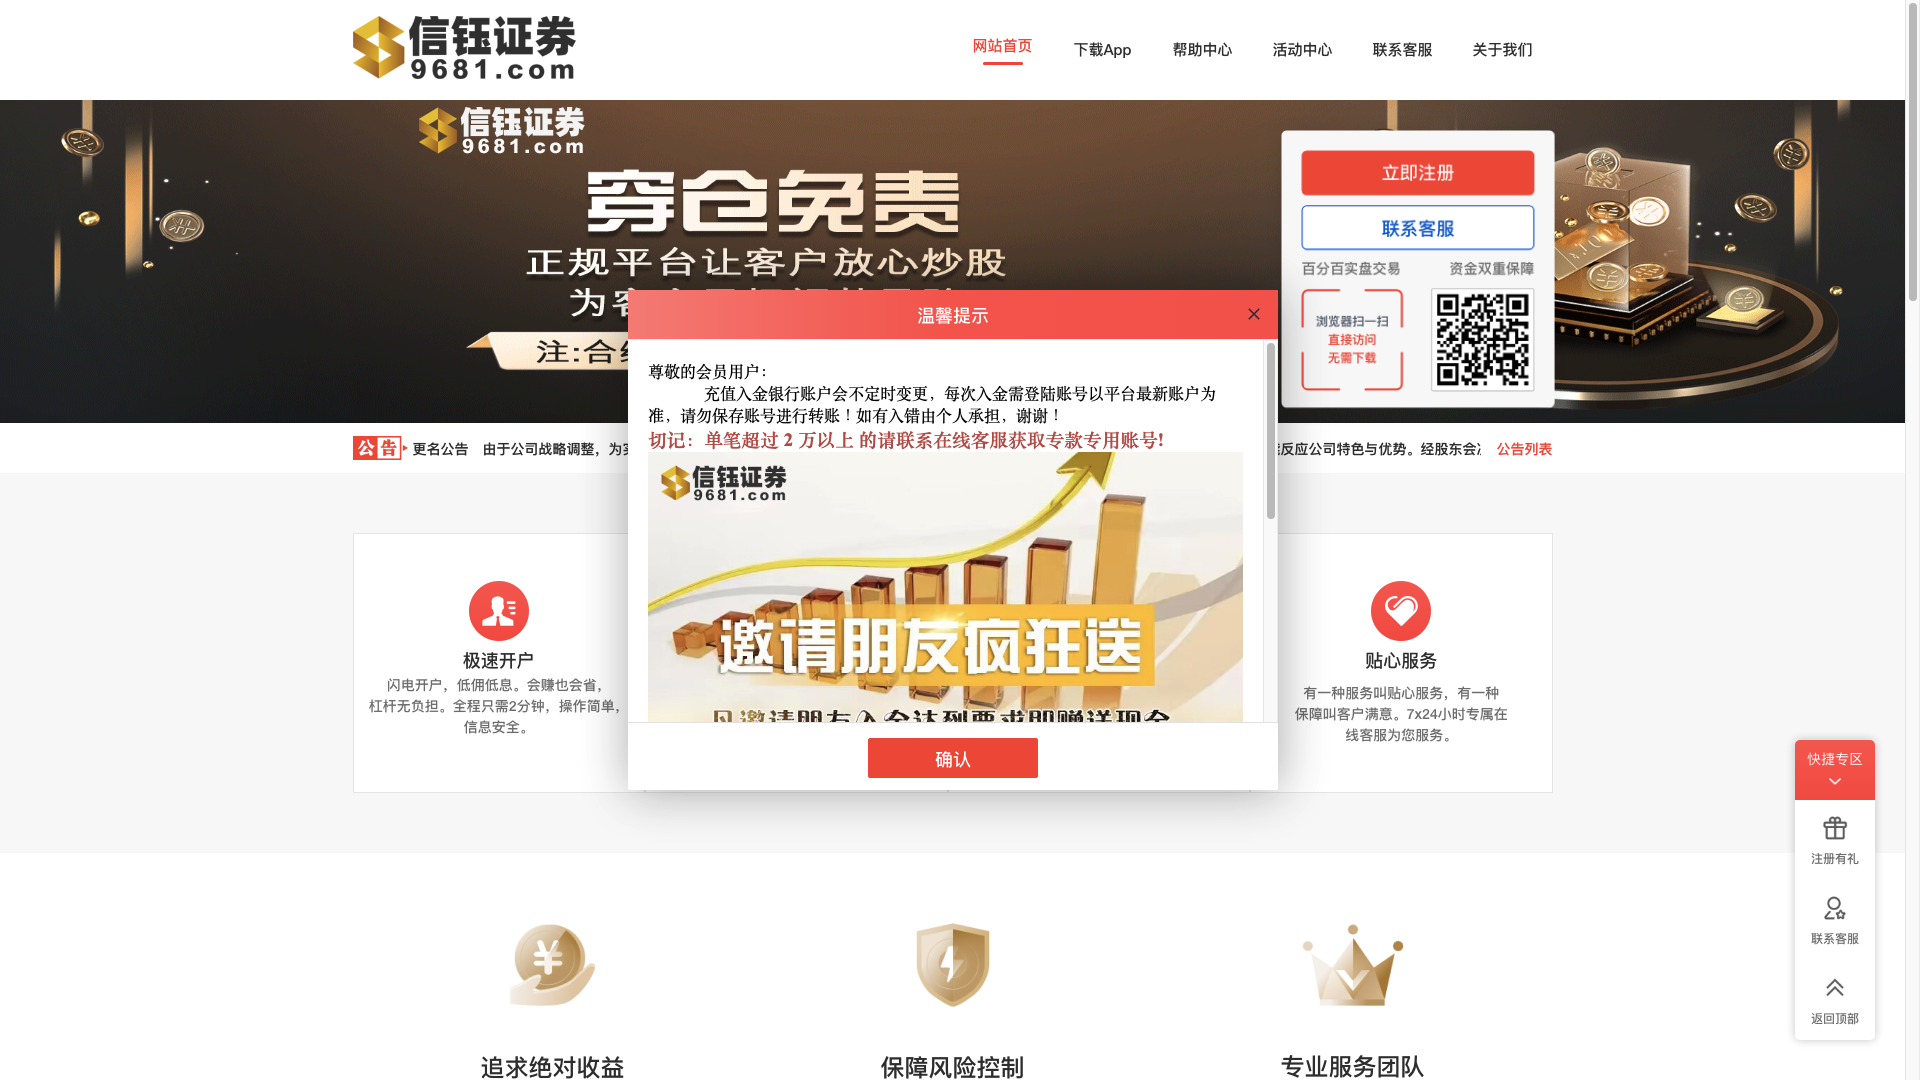 信钰证券
9681.com
网站首页
下载App
帮助中心
活动中心
联系客服
关于我们
信钰证券
9681.com
穿仓免责
正规平台让客户放心炒股
为客
注:合约
立即注册
联系客服
百分百实盘交易
资金双重保障
浏览器扫一扫
直接访问
无需下载
温馨提示
尊敬的会员用户：
充值入金银行账户会不定时变更，每次入金需登陆账号以平台最新账户为
准，请勿保存账号进行转账！如有入错由个人承担，谢谢！
切记：单笔超过 2 万以上 的请联系在线客服获取专款专用账号!
信钰证券
9681.com
邀请朋友疯狂送
凡邀请朋友入金达到要求即赠送现金
确认
公告
更名公告
由于公司战略调整，为
反应公司特色与优势。经股东会
公告列表
极速开户
闪电开户，低佣低息。会赚也会省，
杠杆无负担。全程只需2分钟，操作简单，
信息安全。
贴心服务
有一种服务叫贴心服务，有一种
保障叫客户满意。7x24小时专属在
线客服为您服务。
快捷专区
注册有礼
联系客服
返回顶部
追求绝对收益
保障风险控制
专业服务团队